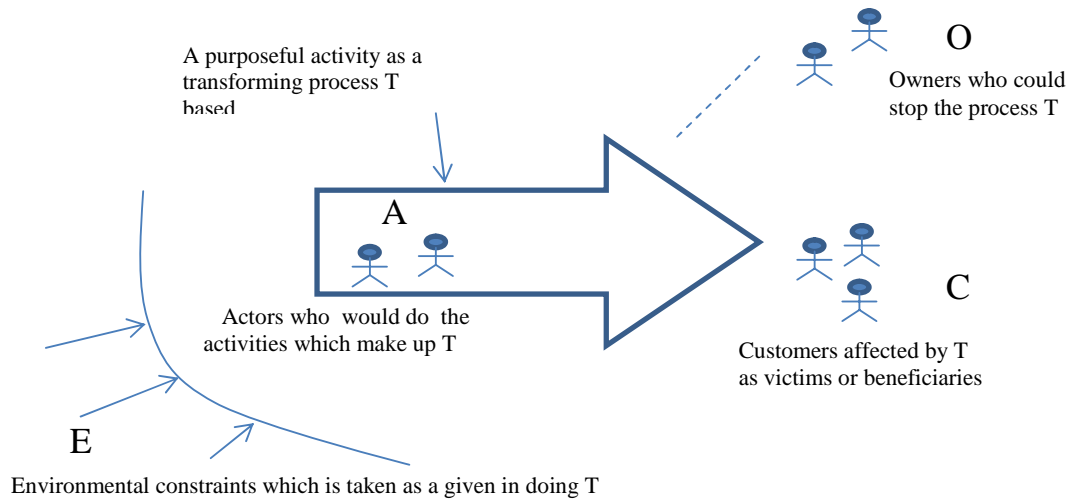 A purposeful activity as a
transforming process T
based
O
Owners who could
stop the process T
A
Actors who would do the
activities which make up T
C
Customers affected by T
as victims or beneficiaries
E
Environmental constraints which is taken as a given in doing T